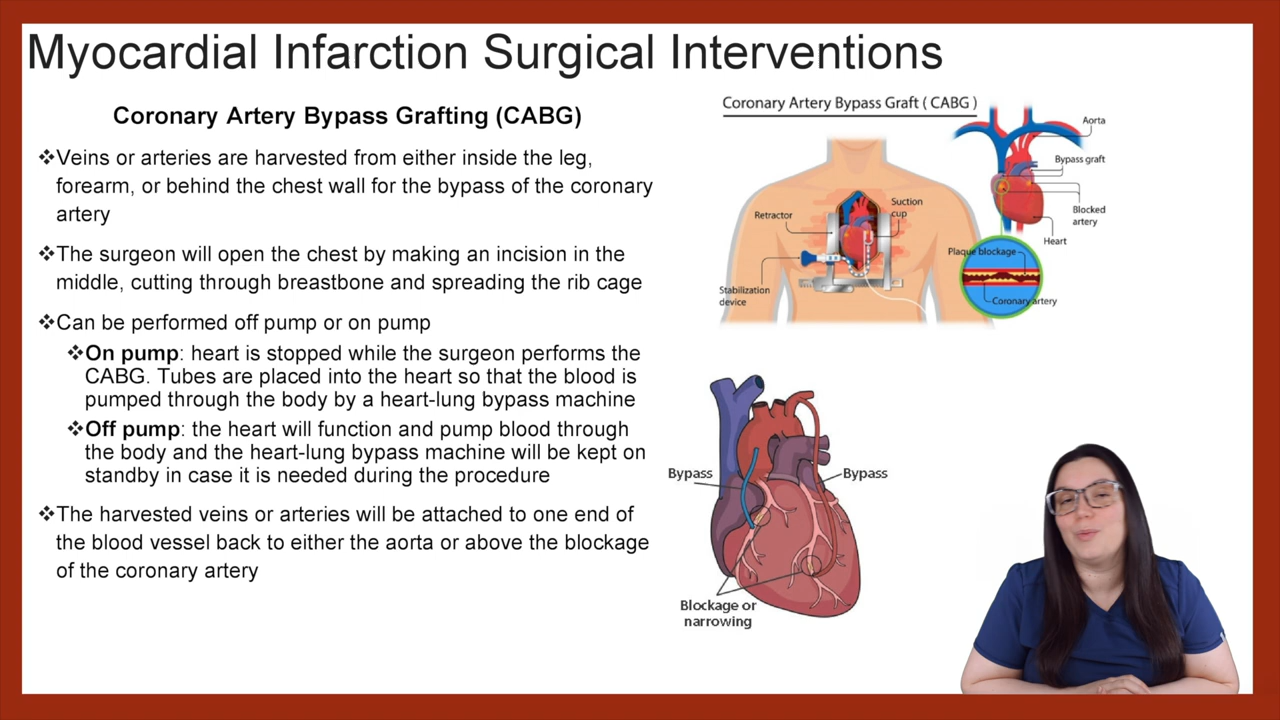 Myocardial Infarction Surgical Interventions
Coronary Artery Bypass Grafting (CABG)
❖Veins or arteries are harvested from either inside the leg,
forearm, or behind the chest wall for the bypass of the coronary
artery
❖The surgeon will open the chest by making an incision in the
middle, cutting through breastbone and spreading the rib cage
❖Can be performed off pump or on pump
❖On pump: heart is stopped while the surgeon performs the
CABG. Tubes are placed into the heart so that the blood is
pumped through the body by a heart-lung bypass machine
❖Off pump: the heart will function and pump blood through
the body and the heart-lung bypass machine will be kept on
standby in case it is needed during the procedure
❖The harvested veins or arteries will be attached to one end of
the blood vessel back to either the aorta or above the blockage
of the coronary artery
Coronary Artery Bypass Graft ( CABG )
Retractor
Suction
cup
Stabilization
device
Aorta
Bypass graft
Blocked
artery
Heart
Plaque blockage
Coronary artery
Bypass
Bypass
Blockage or
narrowing